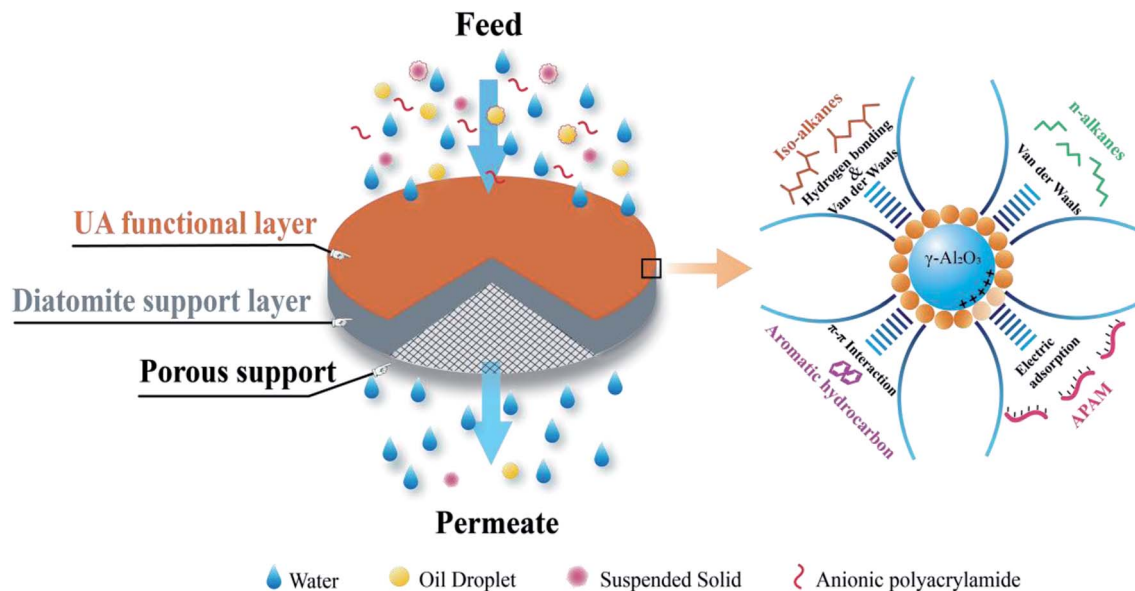 Feed
UA functional layer
Diatomite support layer
Porous support
Permeate
Iso-alkanes
Hydrogen bonding
&
Van der Waals
n-alkanes
Van der Waals
γ-Al₂O₃
+++++
π-π Interaction
Aromatic hydrocarbon
Electric
adsorption
APAM
Water
Oil Droplet
Suspended Solid
Anionic polyacrylamide